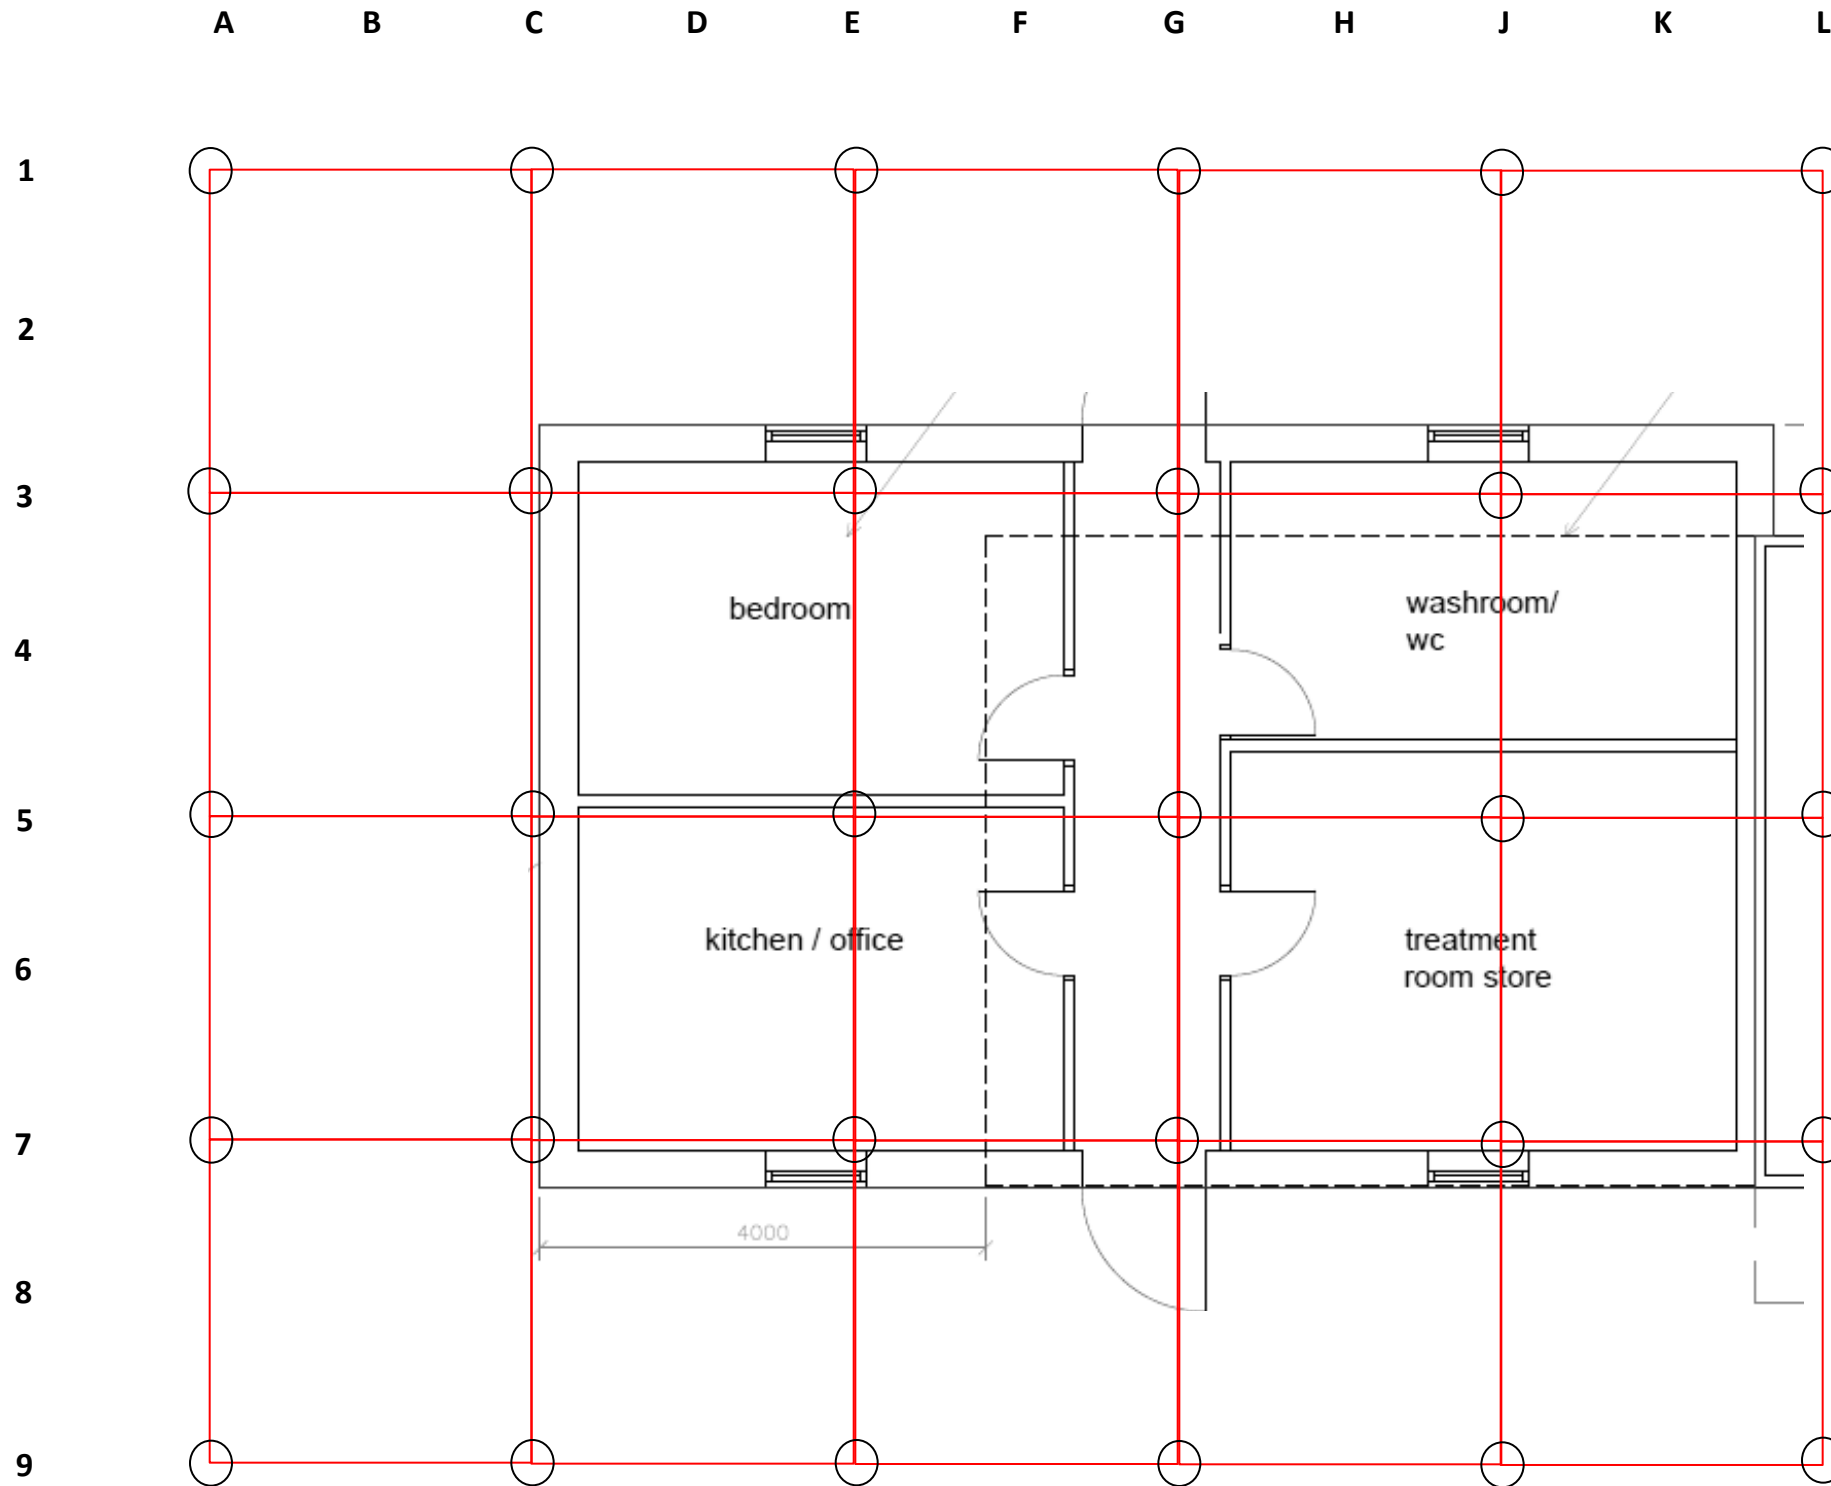 A B C D E F G H J K L
1
2
3
bedroom
washroom/
wc
4
5
kitchen / office
treatment
room store
6
7
4000
8
9